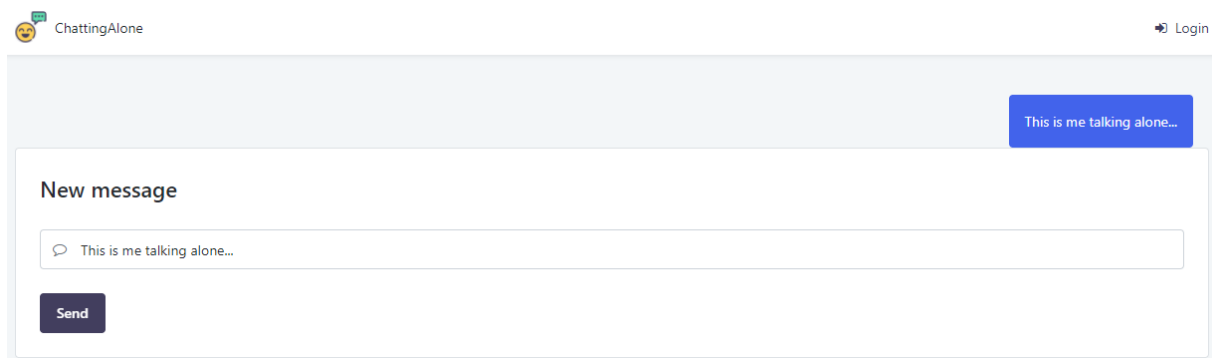 ChattingAlone
Login
This is me talking alone...
New message
This is me talking alone...
Send